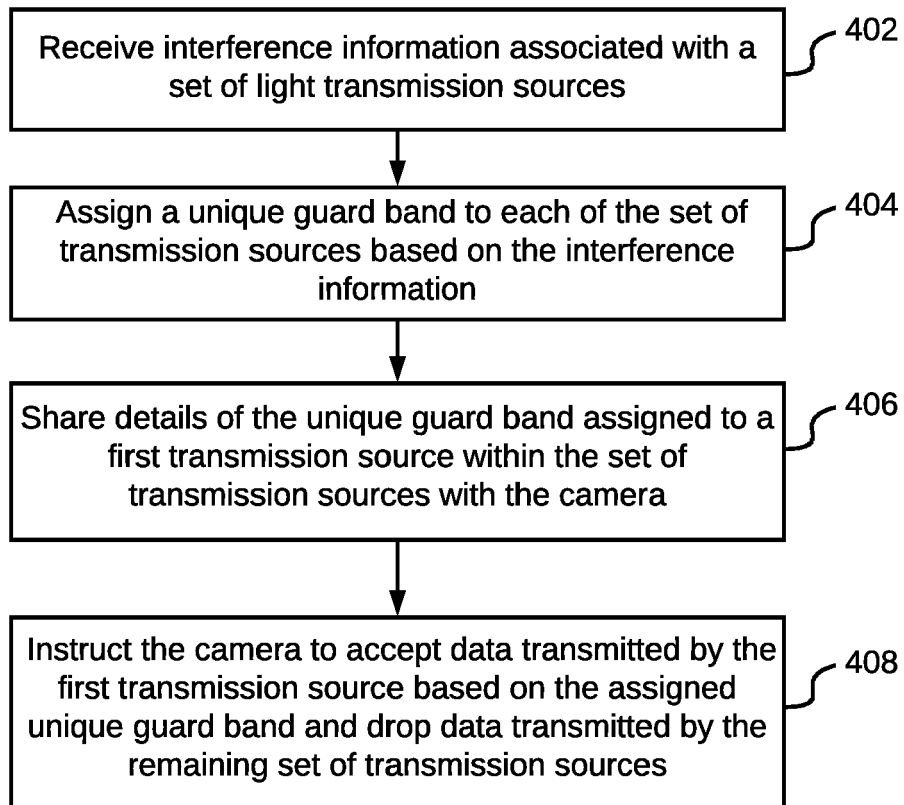 Receive interference information associated with a
set of light transmission sources
402
Assign a unique guard band to each of the set of
transmission sources based on the interference
information
404
Share details of the unique guard band assigned to a
first transmission source within the set of
transmission sources with the camera
406
Instruct the camera to accept data transmitted by the
first transmission source based on the assigned
unique guard band and drop data transmitted by the
remaining set of transmission sources
408